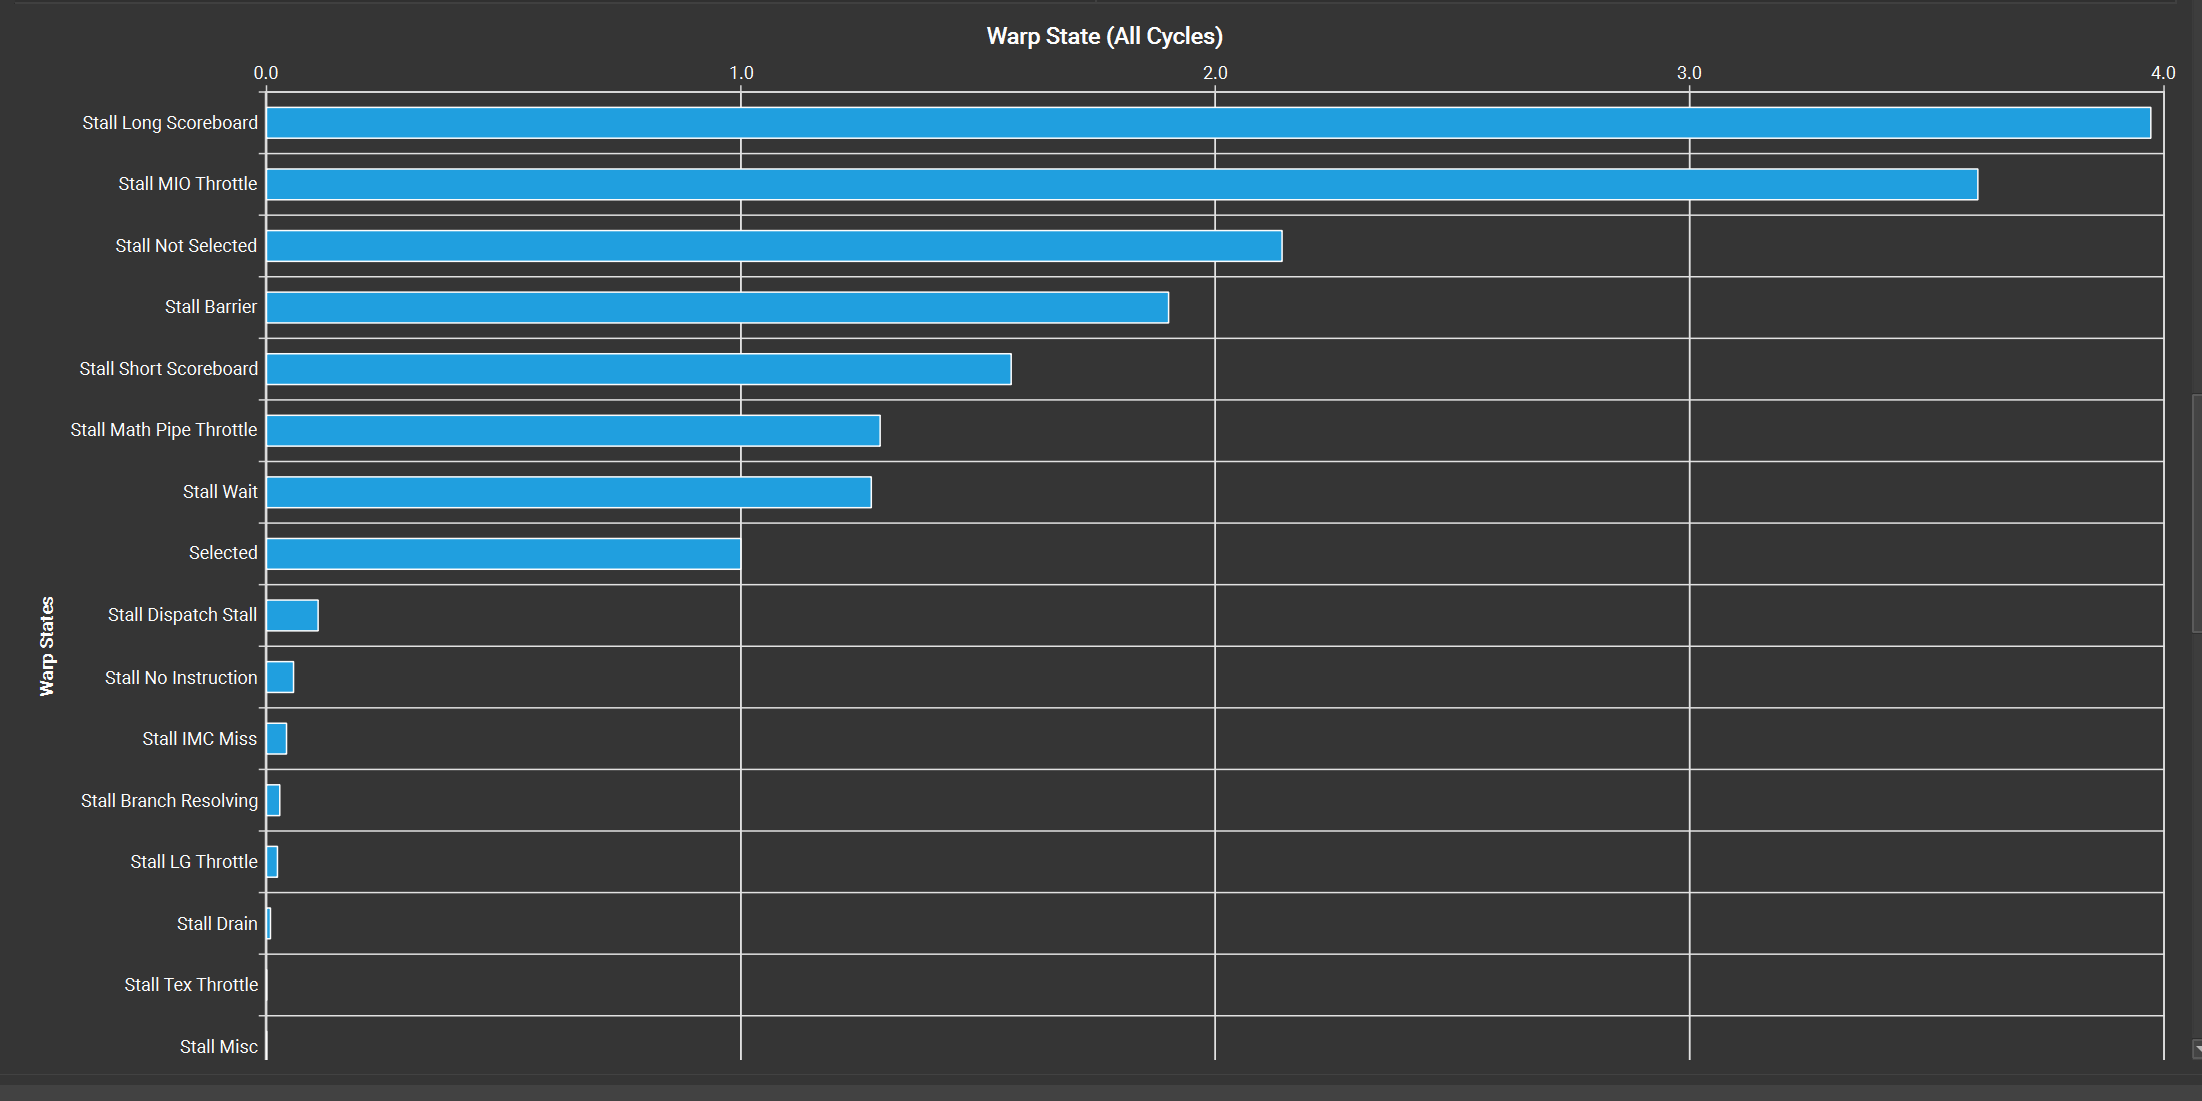 Warp State (All Cycles)
0.0 1.0 2.0 3.0 4.0
Stall Long Scoreboard
Stall MIO Throttle
Stall Not Selected
Stall Barrier
Stall Short Scoreboard
Stall Math Pipe Throttle
Stall Wait
Selected
Stall Dispatch Stall
Stall No Instruction
Stall IMC Miss
Stall Branch Resolving
Stall LG Throttle
Stall Drain
Stall Tex Throttle
Stall Misc
Warp States